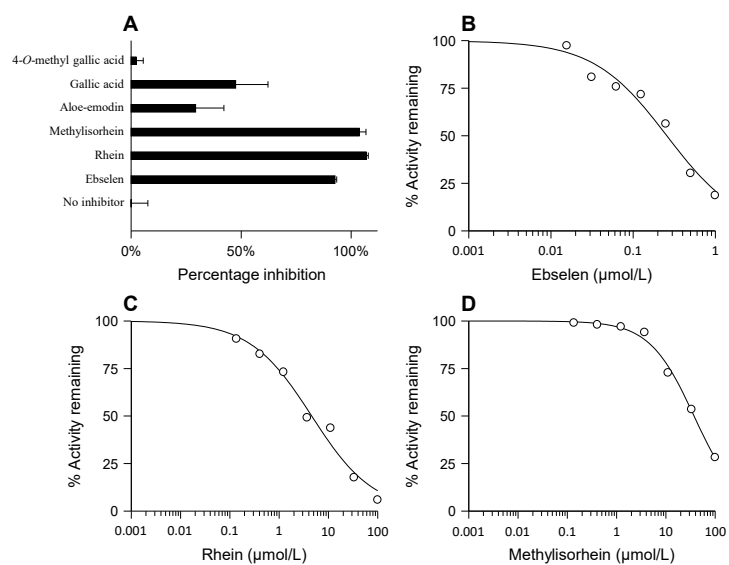 A
4-O-methyl gallic acid
Gallic acid
Aloe-emodin
Methylisorhein
Rhein
Ebselen
No inhibitor
0% 50% 100%
Percentage inhibition
B
% Activity remaining
100
75
50
25
0
0.001 0.01 0.1 1
Ebselen (µmol/L)
C
% Activity remaining
100
75
50
25
0
0.001 0.01 0.1 1 10 100
Rhein (µmol/L)
D
% Activity remaining
100
75
50
25
0
0.001 0.01 0.1 1 10 100
Methylisorhein (µmol/L)